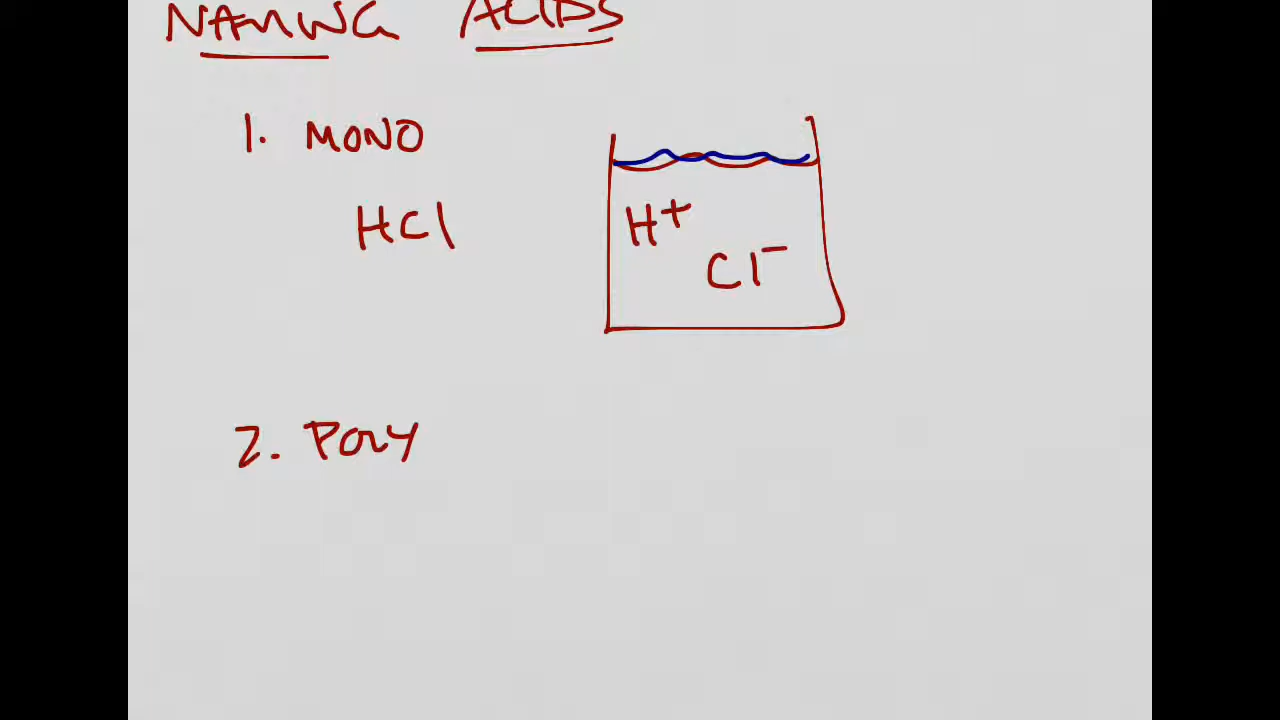 NAMING ACIDS
1. MONO
HCl
H+
Cl−
2. POLY